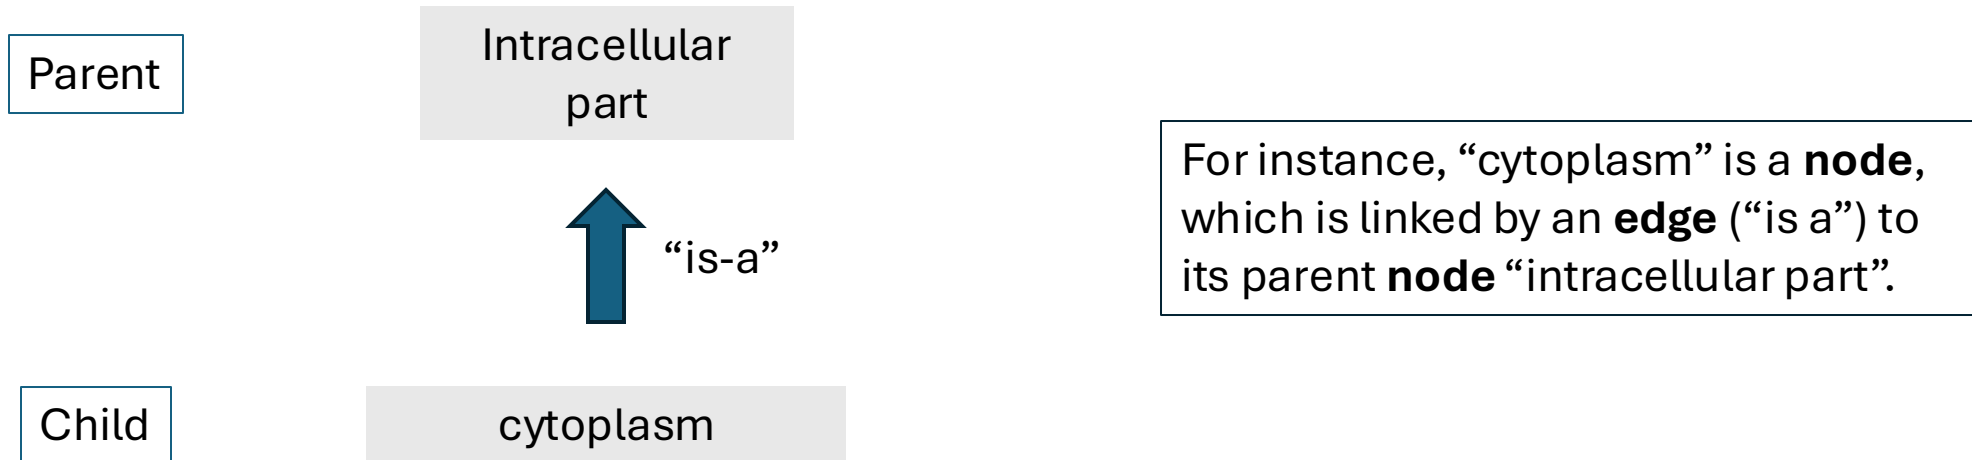 Parent
Intracellular
part
For instance, “cytoplasm” is a node,
which is linked by an edge (“is a”) to
its parent node “intracellular part”.
“is-a”
Child
cytoplasm